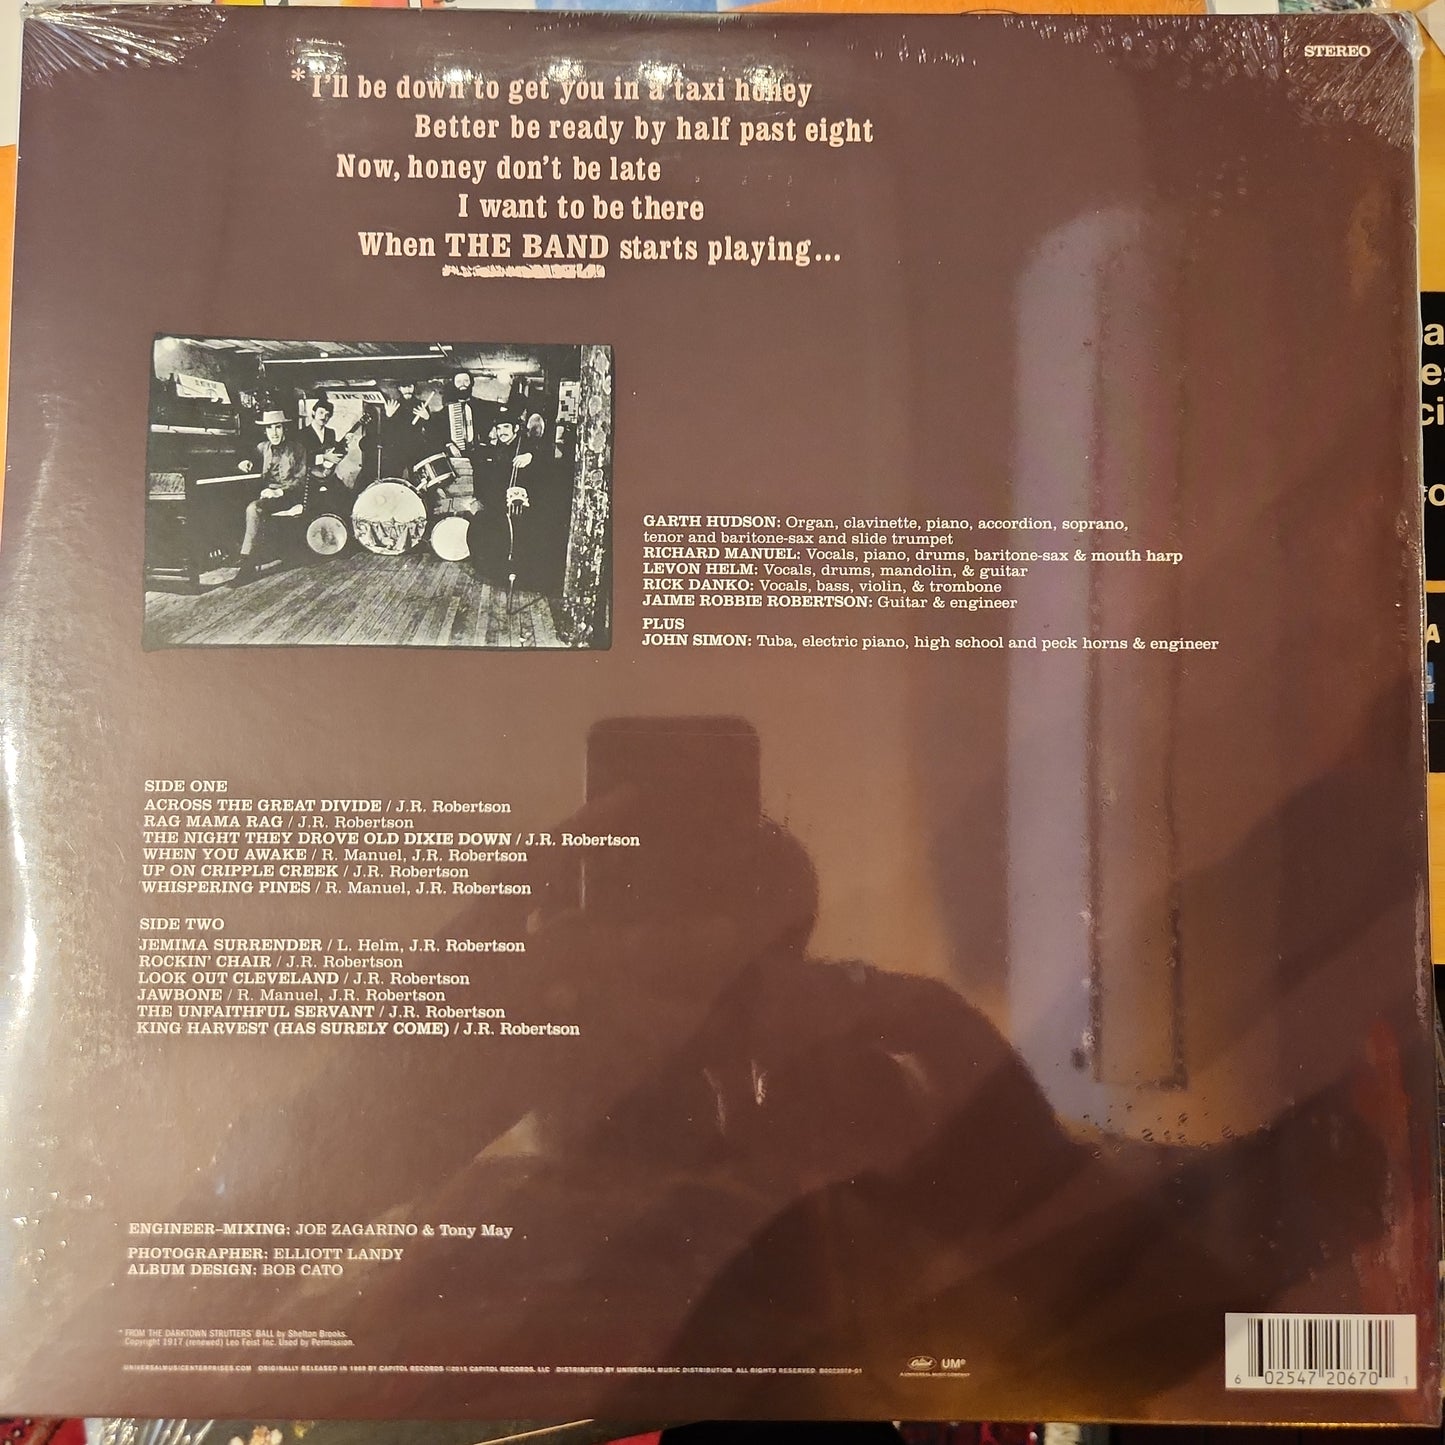 STEREO
* I'll be down to get you in a taxi honey
Better be ready by half past eight
Now, honey don't be late
I want to be there
When THE BAND starts playing...
GARTH HUDSON: Organ, clavinette, piano, accordion, soprano,
tenor and baritone-sax and slide trumpet
RICHARD MANUEL: Vocals, piano, drums, baritone-sax & mouth harp
LEVON HELM: Vocals, drums, mandolin, & guitar
RICK DANKO: Vocals, bass, violin, & trombone
JAIME ROBBIE ROBERTSON: Guitar & engineer
PLUS
JOHN SIMON: Tuba, electric piano, high school and peck horns & engineer
SIDE ONE
ACROSS THE GREAT DIVIDE / J.R. Robertson
RAG MAMA RAG / J.R. Robertson
THE NIGHT THEY DROVE OLD DIXIE DOWN / J.R. Robertson
WHEN YOU AWAKE / R. Manuel, J.R. Robertson
UP ON CRIPPLE CREEK / J.R. Robertson
WHISPERING PINES / R. Manuel, J.R. Robertson
SIDE TWO
JEMIMA SURRENDER / L. Helm, J.R. Robertson
ROCKIN' CHAIR / J.R. Robertson
LOOK OUT CLEVELAND / J.R. Robertson
JAWBONE / R. Manuel, J.R. Robertson
THE UNFAITHFUL SERVANT / J.R. Robertson
KING HARVEST (HAS SURELY COME) / J.R. Robertson
ENGINEER–MIXING: JOE ZAGARINO & Tony May
PHOTOGRAPHER: ELLIOTT LANDY
ALBUM DESIGN: BOB CATO
* FROM THE DARKTOWN STRUTTERS' BALL by Shelton Brooks.
Copyright 1917 (renewed) Leo Feist Inc. Used by Permission.
UNIVERSALMUSICENTERPRISES.COM ORIGINALLY RELEASED IN 1969 BY CAPITOL RECORDS ©2015 CAPITOL RECORDS, LLC DISTRIBUTED BY UNIVERSAL MUSIC DISTRIBUTION. ALL RIGHTS RESERVED.
Capitol UMe
A UNIVERSAL MUSIC COMPANY
6 02547 20670 1